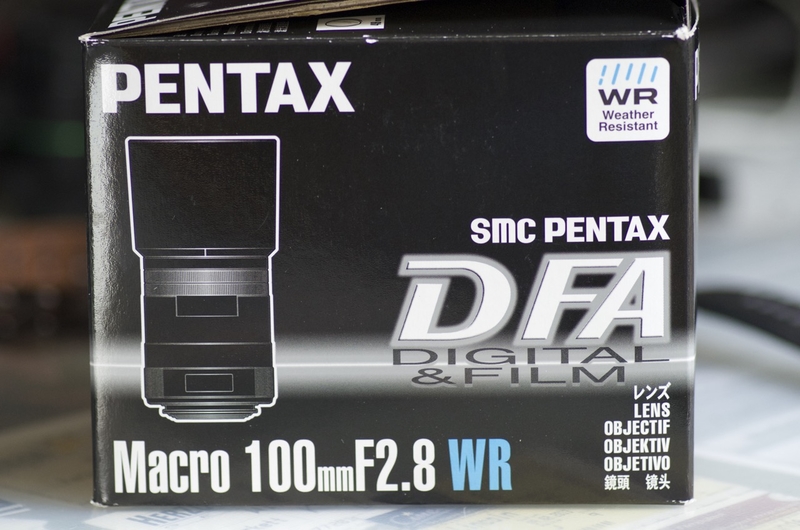 PENTAX
WR
Weather
Resistant
smc PENTAX
D FA
DIGITAL
&FILM
レンズ
LENS
OBJECTIF
OBJEKTIV
OBJETIVO
鏡頭 镜头
Macro 100mmF2.8 WR